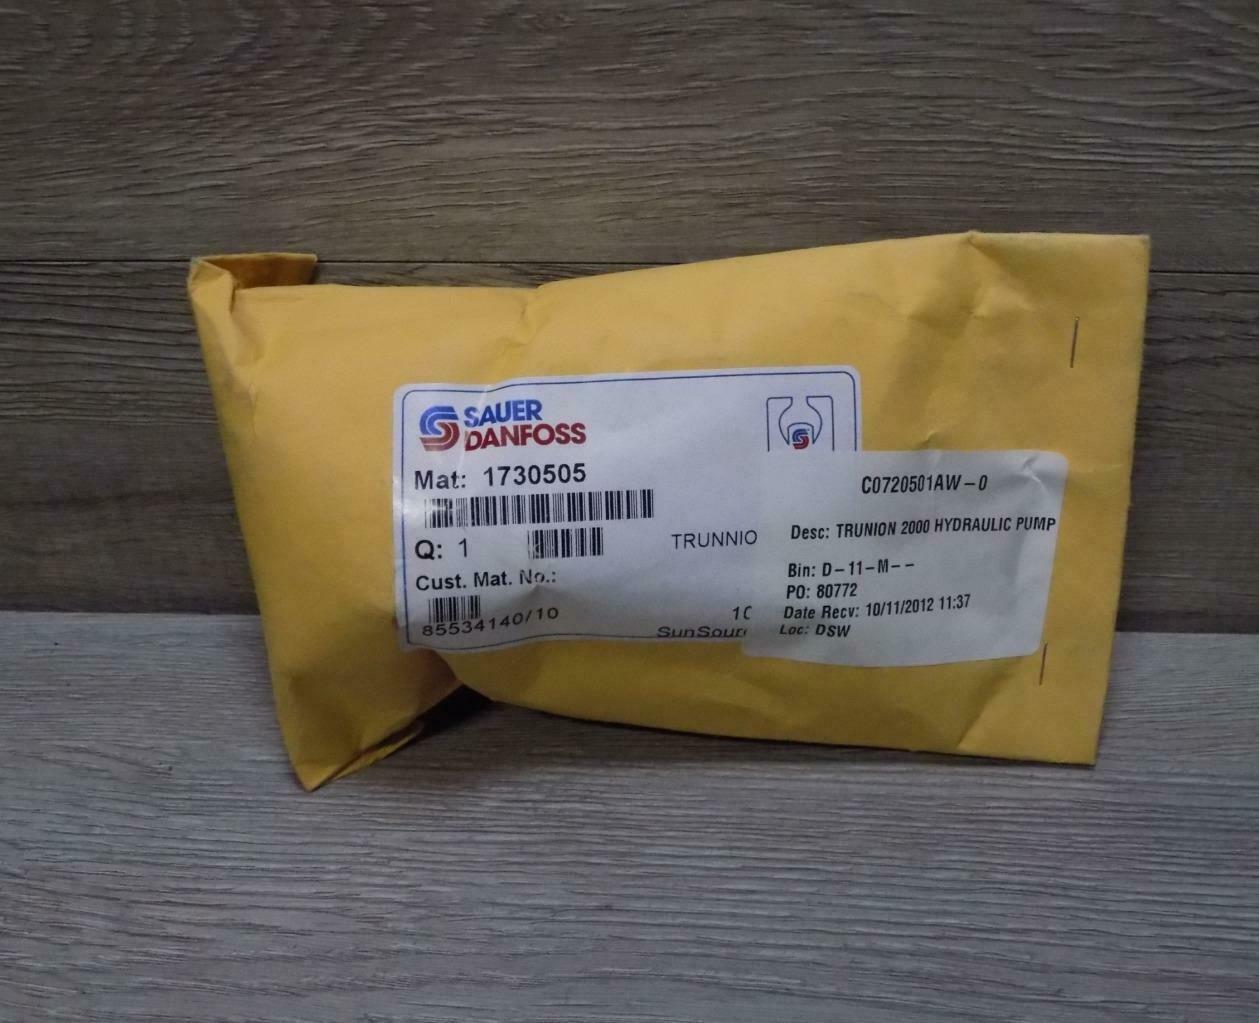 SAUER
DANFOSS
Mat: 1730505
Q: 1
TRUNNIO
Cust. Mat. No.:
85534140/10
SunSour
C0720501AW-0
Desc: TRUNION 2000 HYDRAULIC PUMP
Bin: D-11-M--
PO: 80772
Date Recv: 10/11/2012 11:37
Loc: DSW